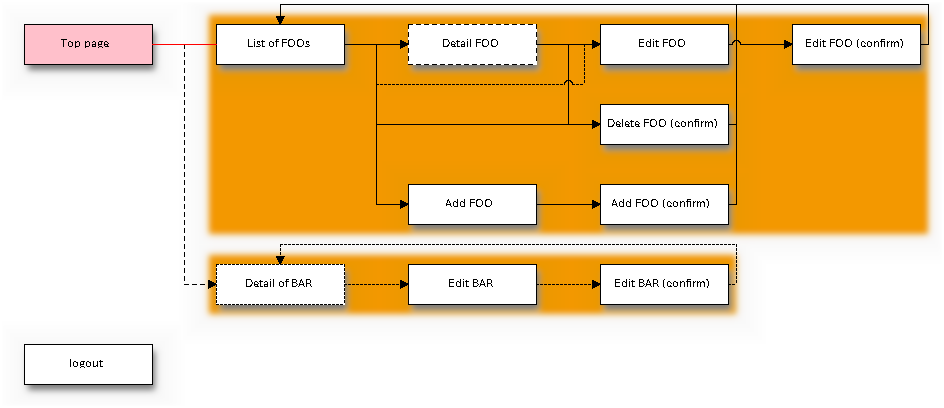 Top page
List of FOOs
Detail FOO
Edit FOO
Edit FOO (confirm)
Delete FOO (confirm)
Add FOO
Add FOO (confirm)
Detail of BAR
Edit BAR
Edit BAR (confirm)
logout